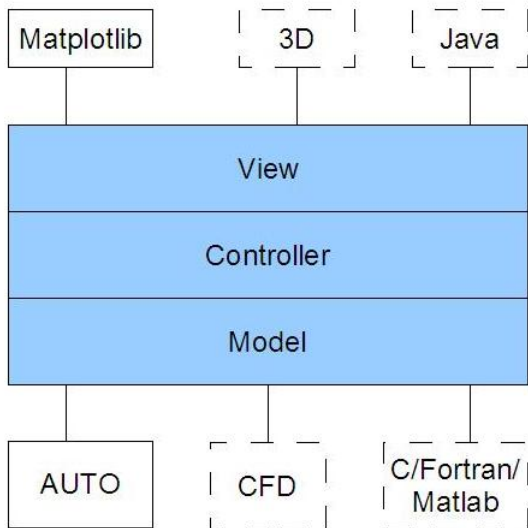 Matplotlib
3D
Java
View
Controller
Model
AUTO
CFD
C/Fortran/
Matlab